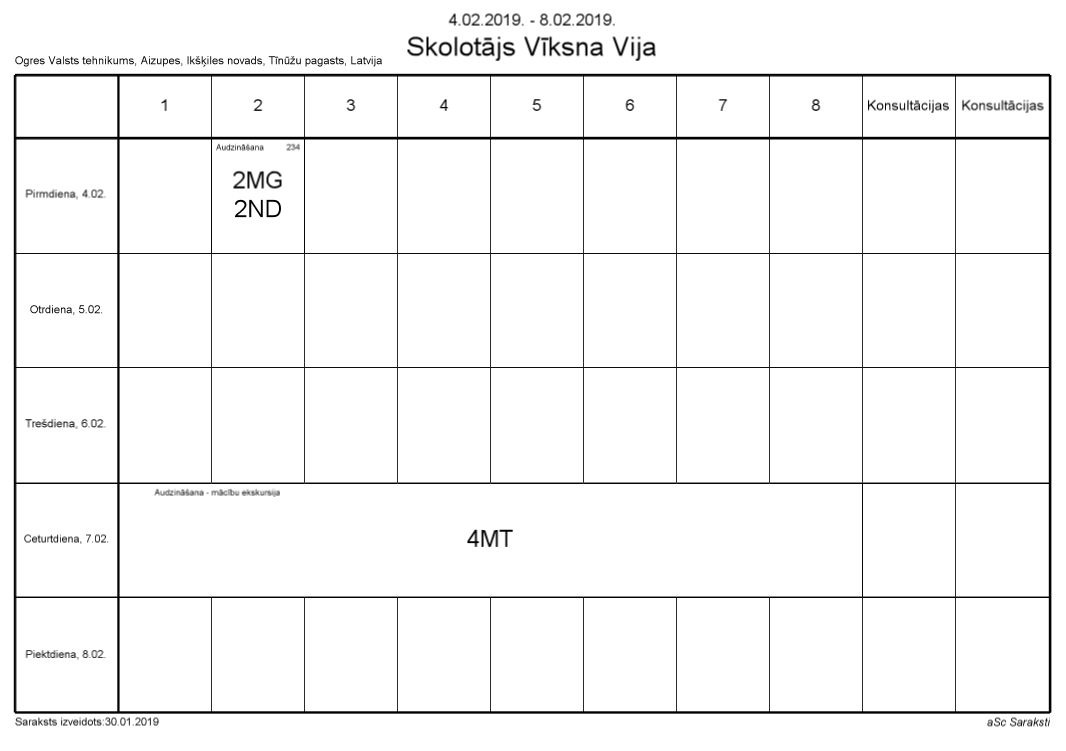 4.02.2019. - 8.02.2019.
Skolotājs Vīksna Vija
Ogres Valsts tehnikums, Aizupes, Ikšķiles novads, Tīnūžu pagasts, Latvija
1 2 3 4 5 6 7 8 Konsultācijas Konsultācijas
Audzināšana 234
Pirmdiena, 4.02.
2MG
2ND
Otrdiena, 5.02.
Trešdiena, 6.02.
Audzināšana - mācību ekskursija
Ceturtdiena, 7.02.
4MT
Piektdiena, 8.02.
Saraksts izveidots:30.01.2019
aSc Saraksti